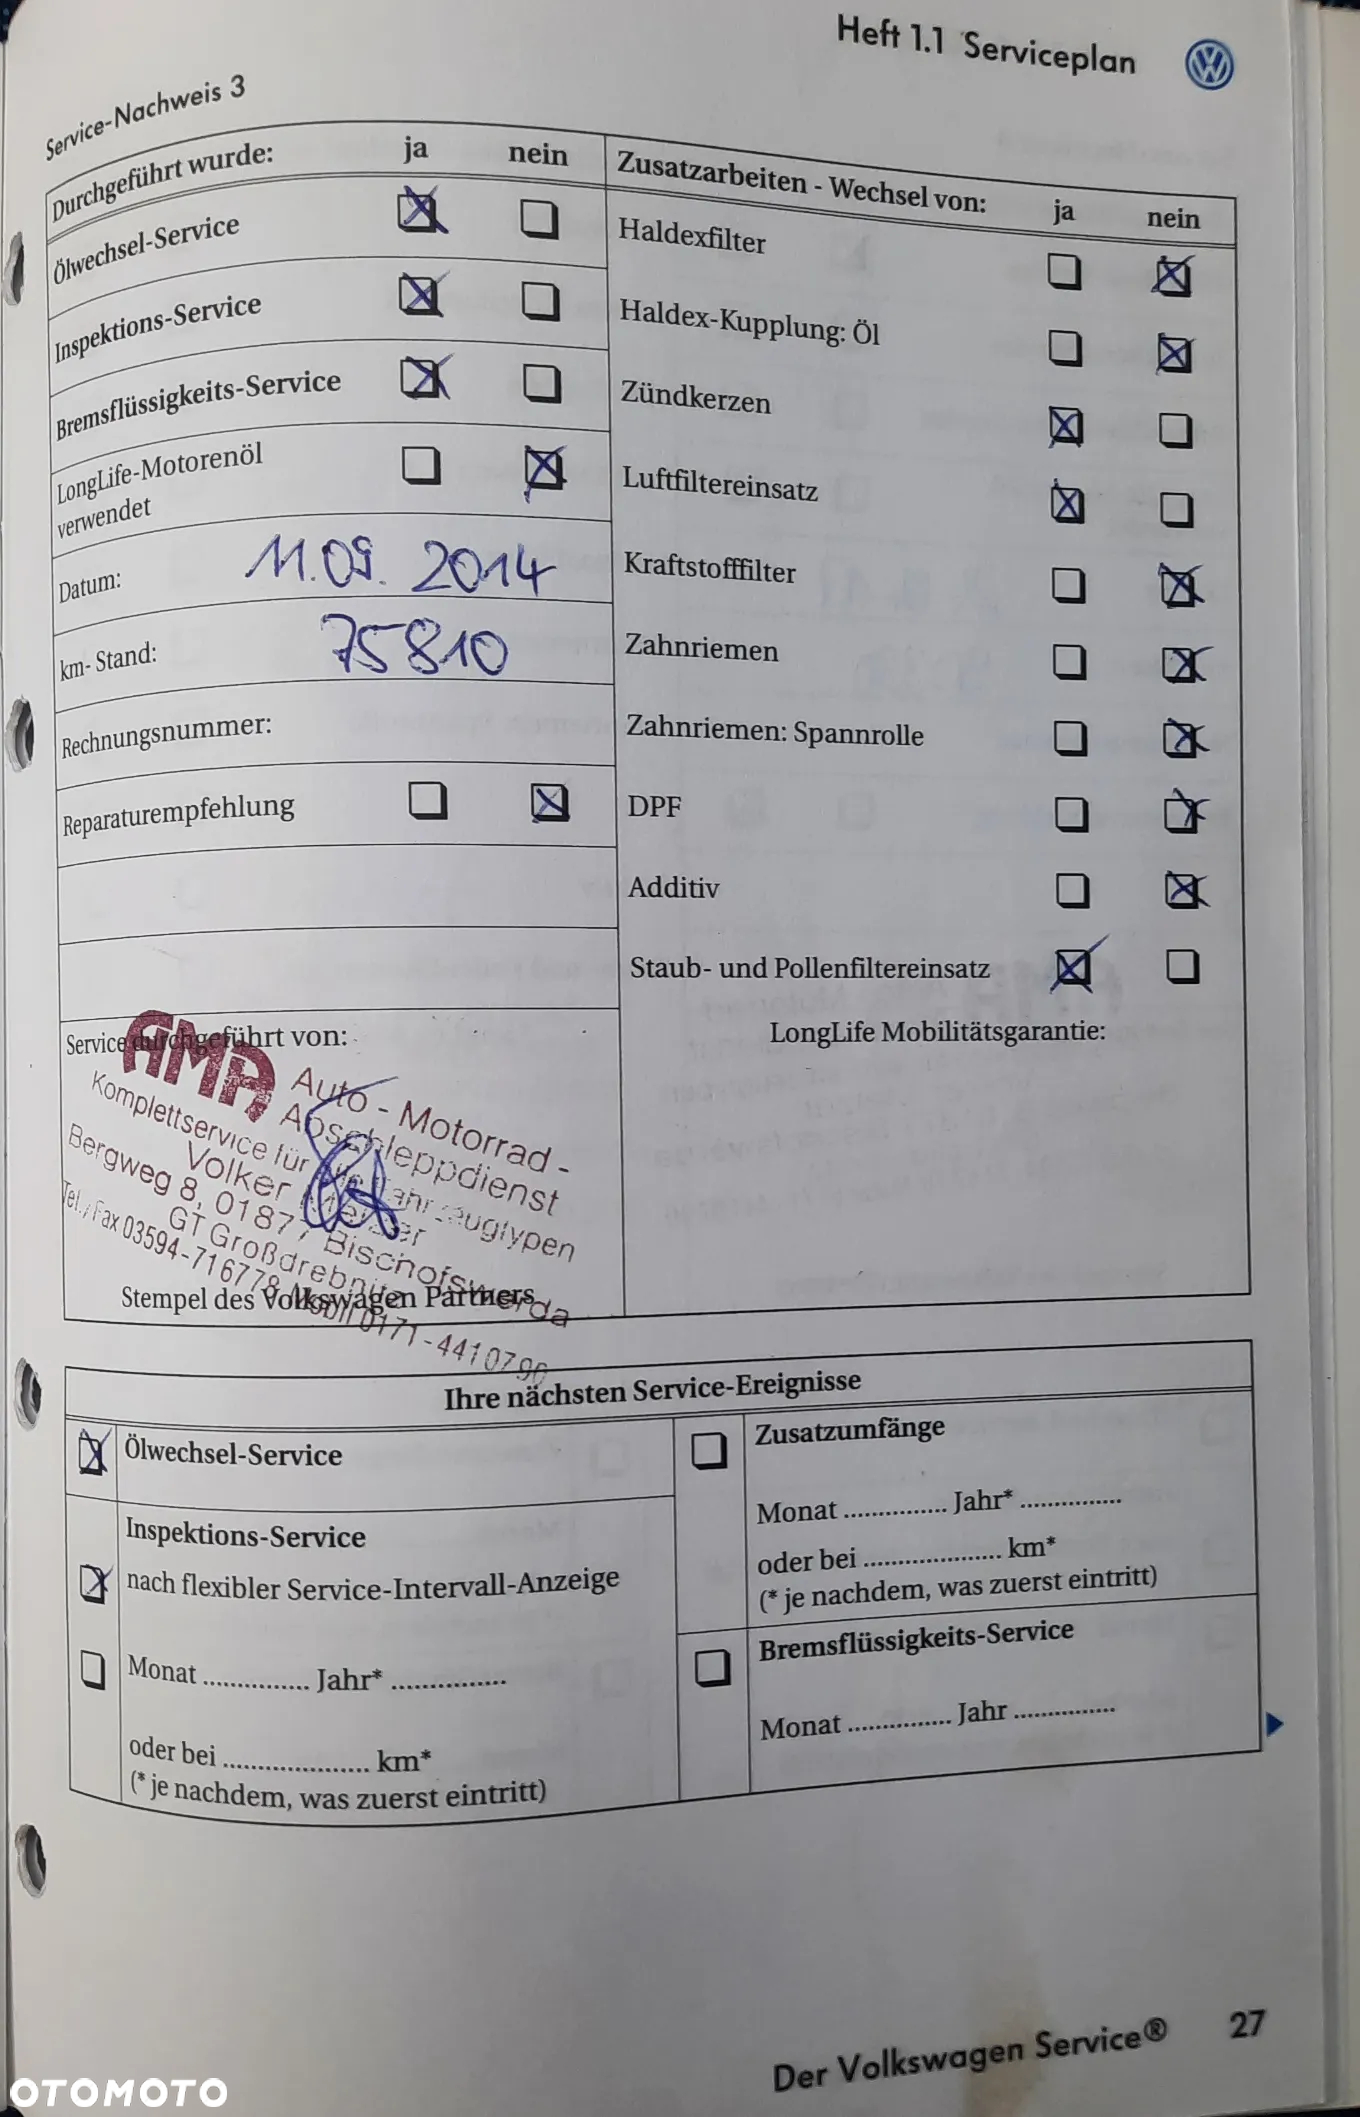 Heft 1.1 Serviceplan
Service-Nachweis 3
Durchgeführt wurde: ja nein
Ölwechsel-Service
Inspektions-Service
Bremsflüssigkeits-Service
LongLife-Motorenöl
verwendet
Datum: 11.09.2014
km- Stand: 75810
Rechnungsnummer:
Reparaturempfehlung
Service durchgeführt von:
AMA Auto - Motorrad -
Abschleppdienst
Komplettservice für alle Fahrzeugtypen
Volker
Bergweg 8, 01877 Bischofswerda
GT Großdrebnitz
Tel./Fax 03594-716778 Mobil 0171-4410790
Stempel des Volkswagen Partners
Zusatzarbeiten - Wechsel von: ja nein
Haldexfilter
Haldex-Kupplung: Öl
Zündkerzen
Luftfiltereinsatz
Kraftstofffilter
Zahnriemen
Zahnriemen: Spannrolle
DPF
Additiv
Staub- und Pollenfiltereinsatz
LongLife Mobilitätsgarantie:
Ihre nächsten Service-Ereignisse
Ölwechsel-Service
Inspektions-Service
nach flexibler Service-Intervall-Anzeige
Monat ............... Jahr* ...............
oder bei ..................... km*
(* je nachdem, was zuerst eintritt)
Zusatzumfänge
Monat ............... Jahr* ...............
oder bei ..................... km*
(* je nachdem, was zuerst eintritt)
Bremsflüssigkeits-Service
Monat ............... Jahr ...............
Der Volkswagen Service® 27
OTOMOTO